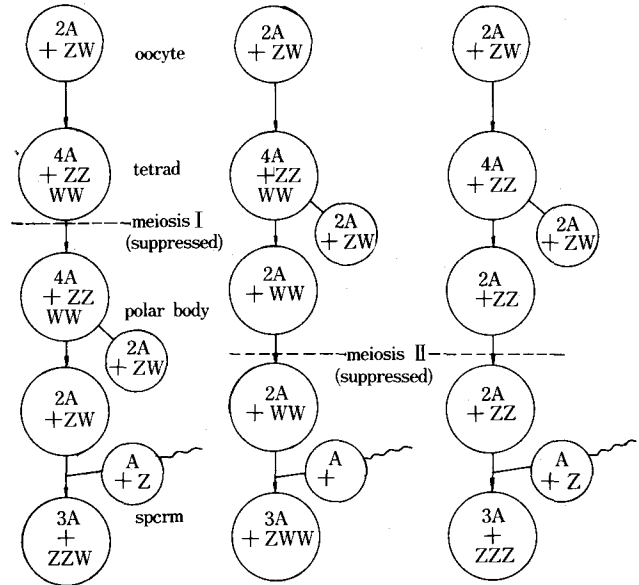 2A
+ ZW
oocyte
2A
+ ZW
2A
+ ZW
4A
+ ZZ
WW
tetrad
4A
+ZZ
WW
4A
+ ZZ
2A
+ ZW
2A
+ ZW
meiosis I
(suppressed)
4A
+ ZZ
WW
polar body
2A
+ ZW
2A
+ WW
2A
+ZZ
meiosis II
(suppressed)
2A
+ZW
2A
+ WW
2A
+ ZZ
A
+ Z
A
+
A
+ Z
spcrm
3A
+
ZZW
3A
+ ZWW
3A
+
ZZZ